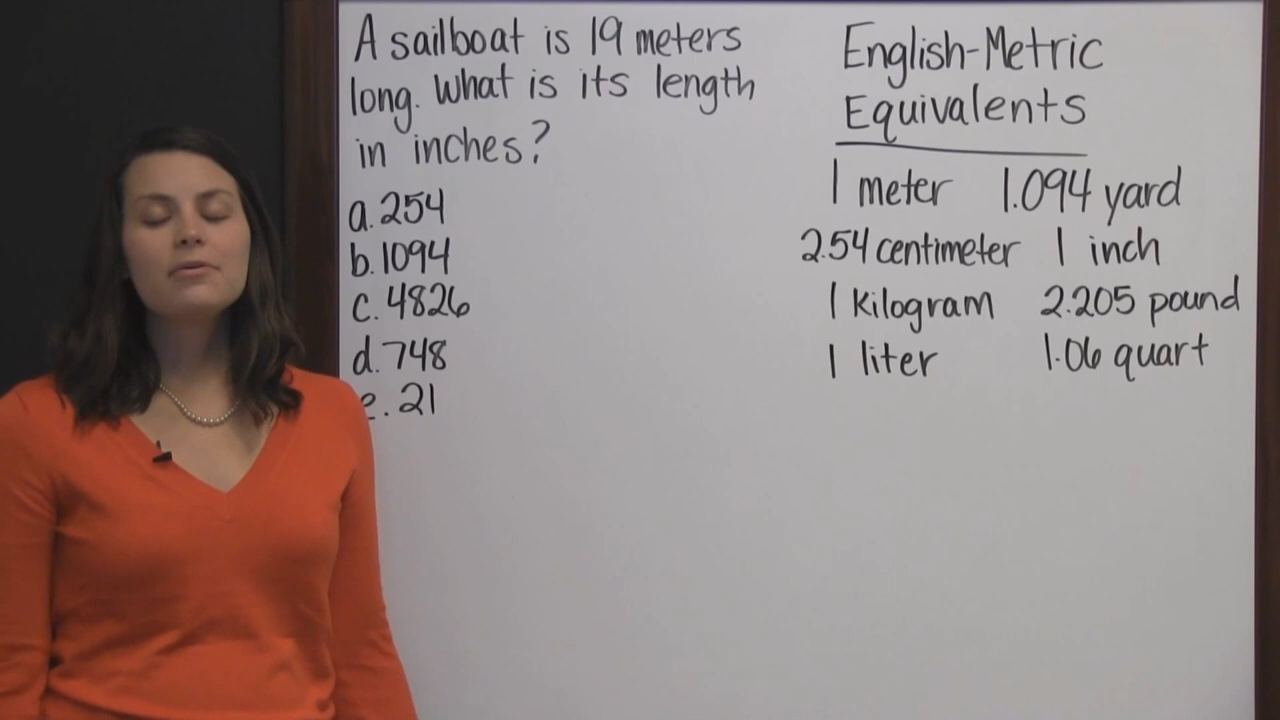 A sailboat is 19 meters
long. What is its length
in inches?
a. 254
b. 1094
c. 4826
d. 748
e. 21
English-Metric
Equivalents
1 meter 1.094 yard
2.54 centimeter 1 inch
1 kilogram 2.205 pound
1 liter 1.06 quart